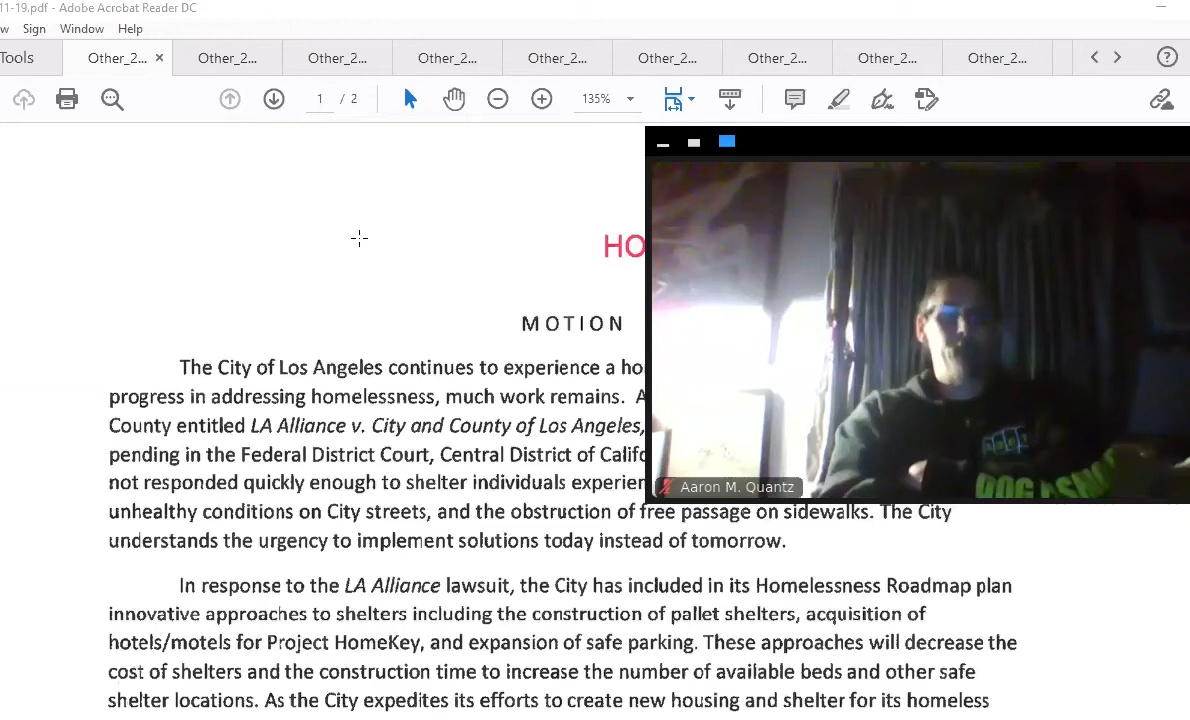 11-19.pdf - Adobe Acrobat Reader DC
w Sign Window Help
Tools Other_2... × Other_2... Other_2... Other_2... Other_2... Other_2... Other_2... Other_2... Other_2...
1 / 2 135%
HO
MOTION
The City of Los Angeles continues to experience a ho
progress in addressing homelessness, much work remains. A
County entitled LA Alliance v. City and County of Los Angeles,
pending in the Federal District Court, Central District of Califo
not responded quickly enough to shelter individuals experien
Aaron M. Quantz
unhealthy conditions on City streets, and the obstruction of free passage on sidewalks. The City
understands the urgency to implement solutions today instead of tomorrow.
In response to the LA Alliance lawsuit, the City has included in its Homelessness Roadmap plan
innovative approaches to shelters including the construction of pallet shelters, acquisition of
hotels/motels for Project HomeKey, and expansion of safe parking. These approaches will decrease the
cost of shelters and the construction time to increase the number of available beds and other safe
shelter locations. As the City expedites its efforts to create new housing and shelter for its homeless